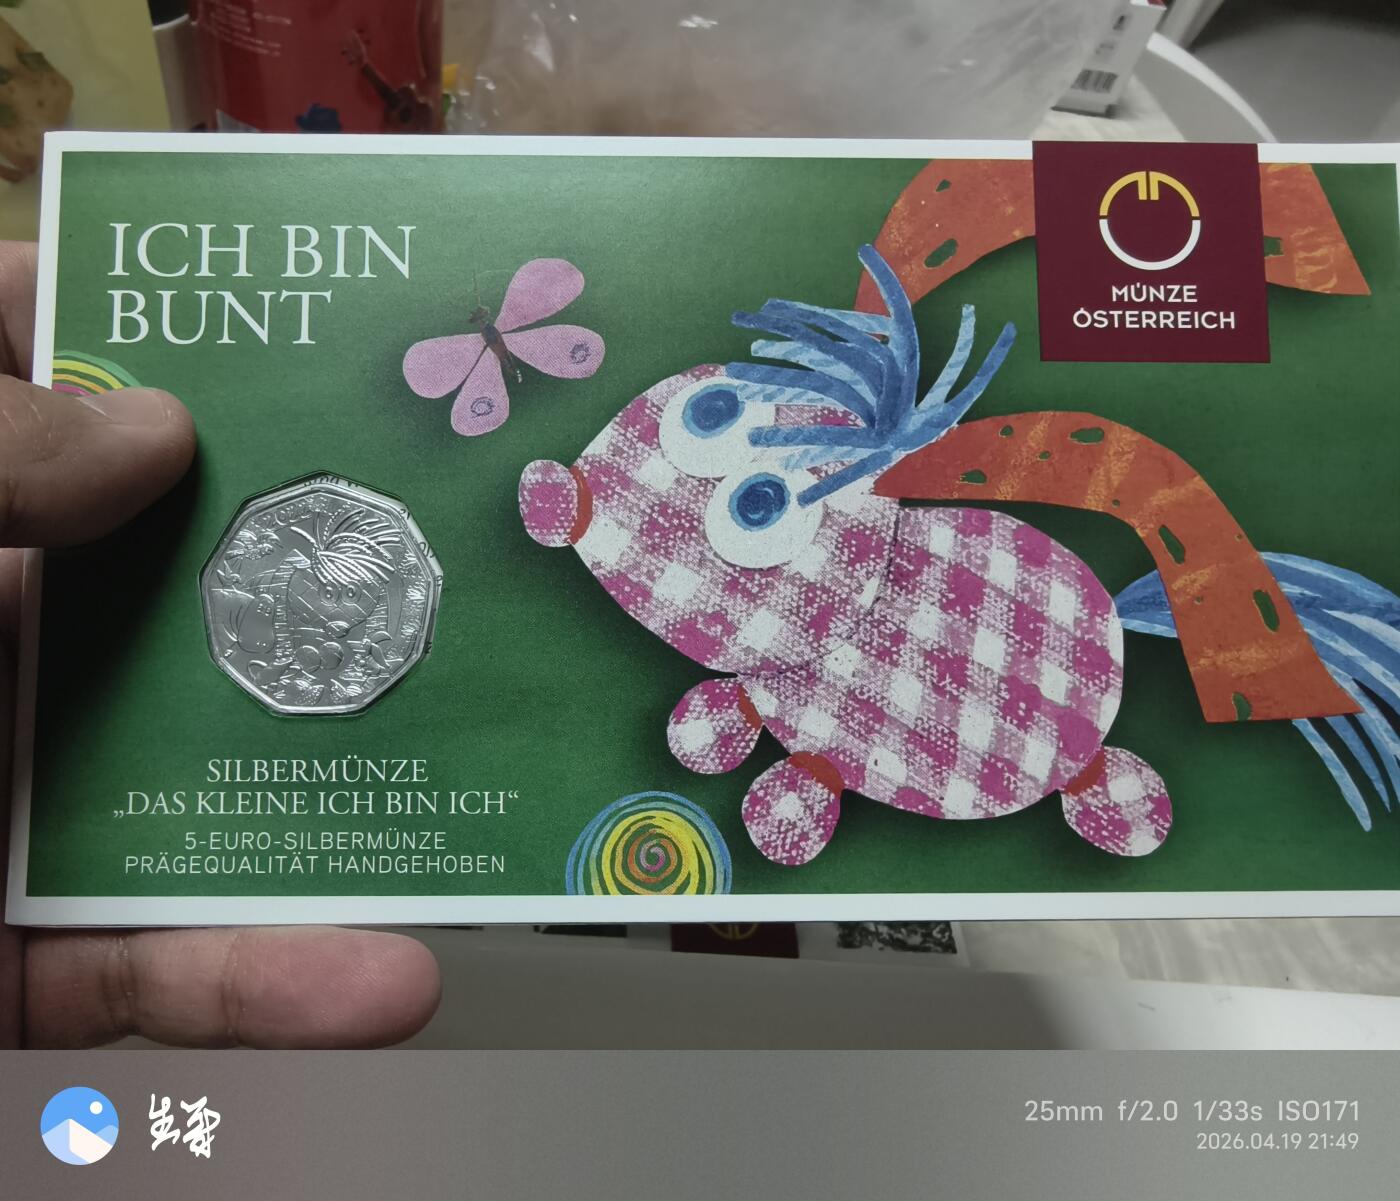 ICH BIN
BUNT
MÜNZE
ÖSTERREICH
2022
SILBERMÜNZE
„DAS KLEINE ICH BIN ICH“
5-EURO-SILBERMÜNZE
PRÄGEQUALITÄT HANDGEHOBEN
25mm f/2.0 1/33s ISO171
2026.04.19 21:49